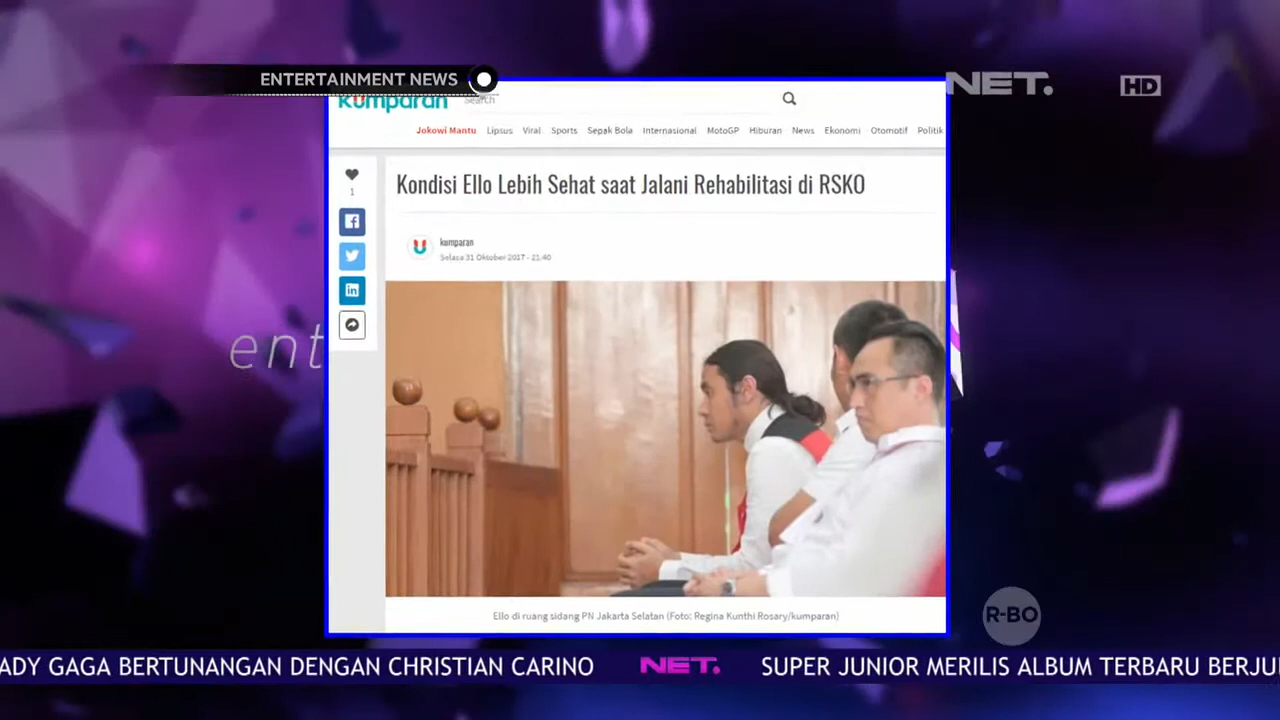 ENTERTAINMENT NEWS
NET.
HD
kumparan
Search
Jokowi Mantu Lipsus Viral Sports Sepak Bola Internasional MotoGP Hiburan News Ekonomi Otomotif Politik
1
Kondisi Ello Lebih Sehat saat Jalani Rehabilitasi di RSKO
kumparan
Selasa 31 Oktober 2017 - 21:40
ent
Ello di ruang sidang PN Jakarta Selatan (Foto: Regina Kunthi Rosary/kumparan)
R-BO
ADY GAGA BERTUNANGAN DENGAN CHRISTIAN CARINO NET. SUPER JUNIOR MERILIS ALBUM TERBARU BERJU